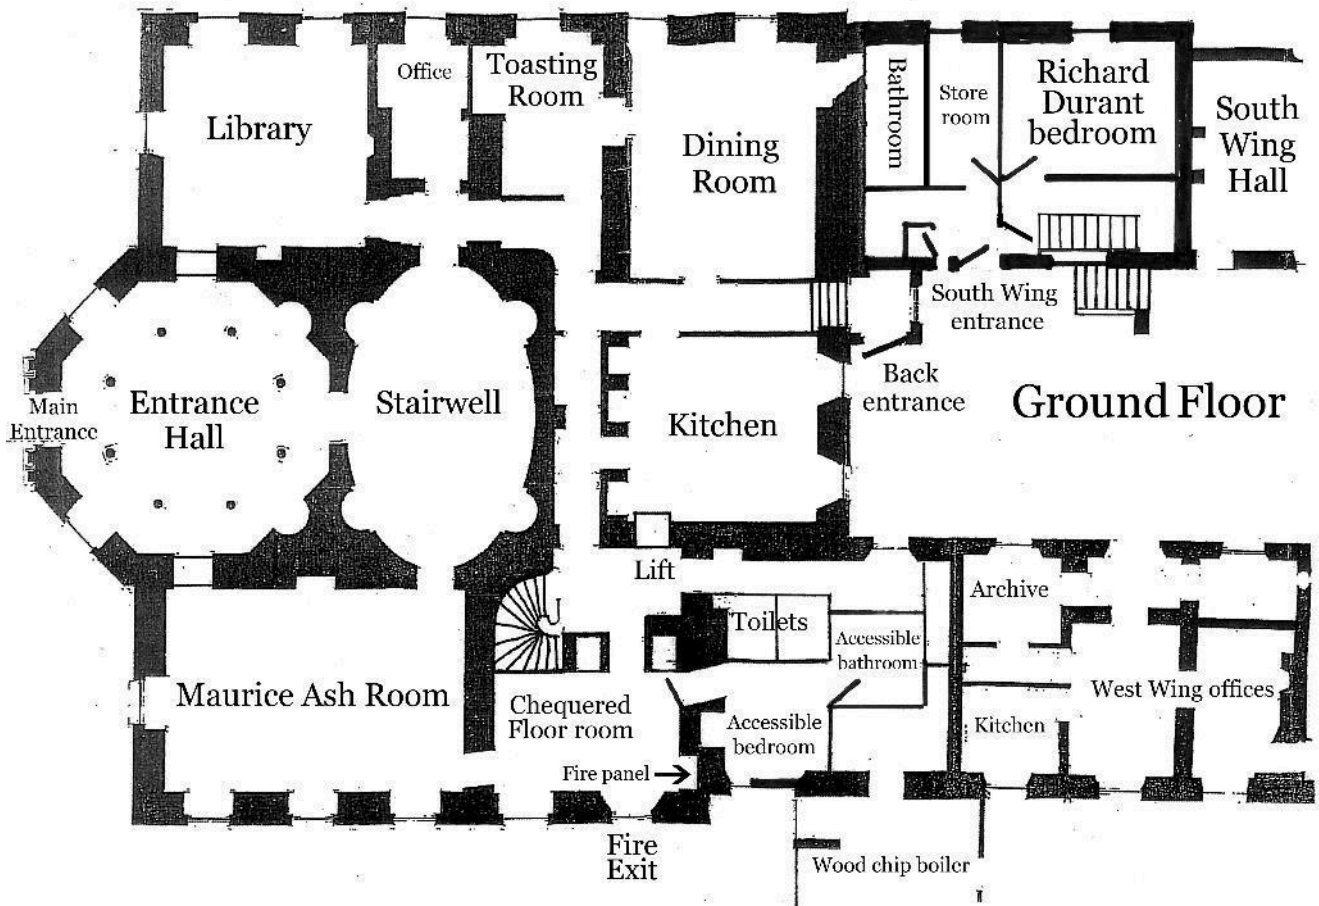 Library
Office
Toasting
Room
Dining
Room
Bathroom
Store
room
Richard
Durant
bedroom
South
Wing
Hall
South Wing
entrance
Back
entrance
Ground Floor
Main
Entrance
Entrance
Hall
Stairwell
Kitchen
Lift
Toilets
Accessible
bathroom
Archive
Maurice Ash Room
Chequered
Floor room
Accessible
bedroom
Kitchen
West Wing offices
Fire panel
Fire
Exit
Wood chip boiler